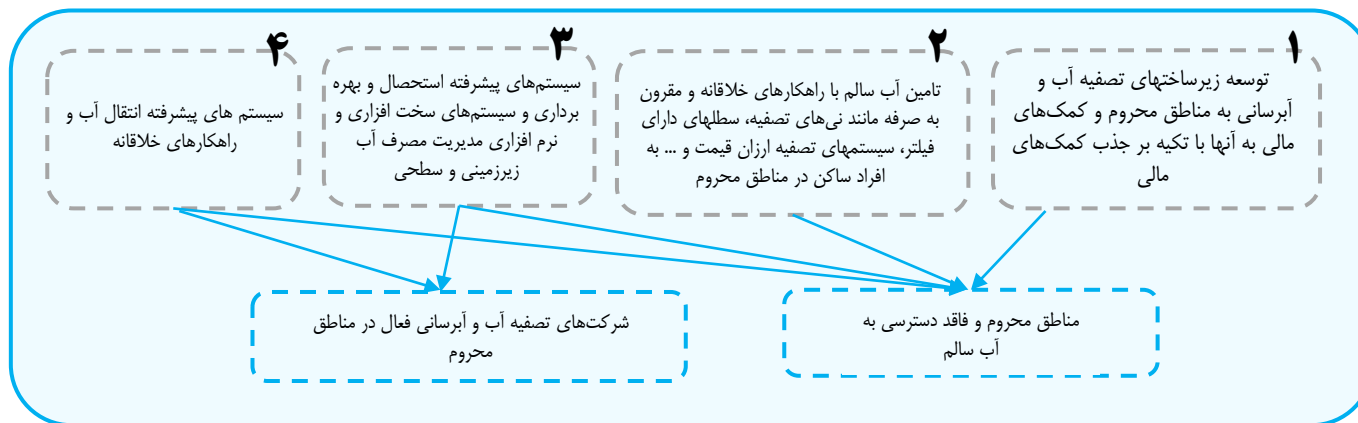 ۱
توسعه زیرساختهای تصفیه آب و
آبرسانی به مناطق محروم و کمک‌های
مالی به آنها با تکیه بر جذب کمک‌های
مالی
۲
تامین آب سالم با راهکارهای خلاقانه و مقرون
به صرفه مانند نی‌های تصفیه، سطلهای دارای
فیلتر، سیستمهای تصفیه ارزان قیمت و ... به
افراد ساکن در مناطق محروم
۳
سیستم‌های پیشرفته استحصال و بهره
برداری و سیستم‌های سخت افزاری و
نرم افزاری مدیریت مصرف آب
زیرزمینی و سطحی
۴
سیستم های پیشرفته انتقال آب و
راهکارهای خلاقانه
مناطق محروم و فاقد دسترسی به
آب سالم
شرکت‌های تصفیه آب و آبرسانی فعال در مناطق
محروم